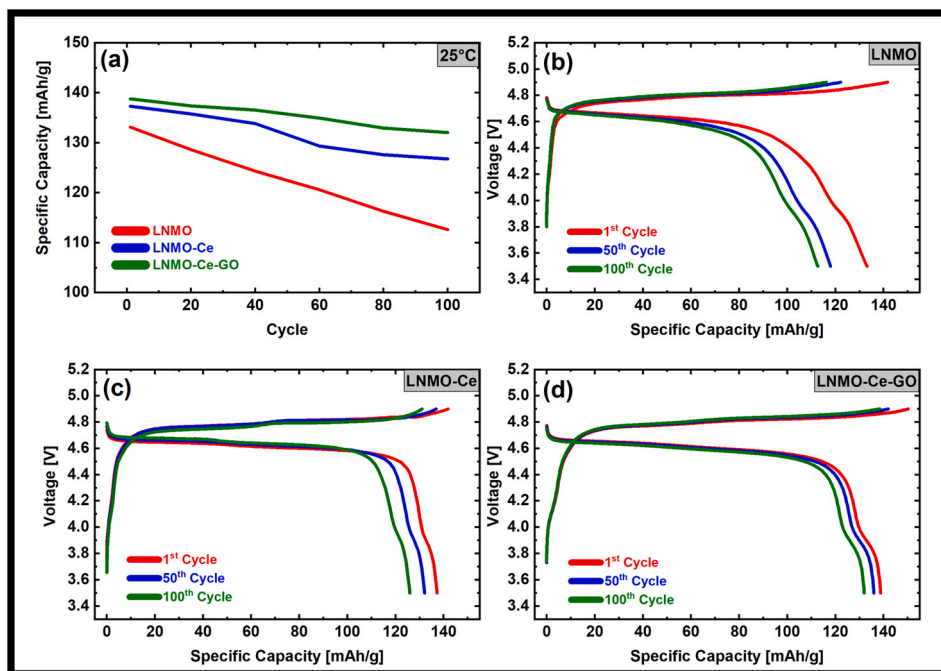 (a)
25°C
Specific Capacity [mAh/g]
150
140
130
120
110
100
LNMO
LNMO-Ce
LNMO-Ce-GO
0 20 40 60 80 100
Cycle
(b)
LNMO
Voltage [V]
5.2
4.8
4.6
4.4
4.2
4.0
3.8
3.6
3.4
1st Cycle
50th Cycle
100th Cycle
0 20 40 60 80 100 120 140
Specific Capacity [mAh/g]
(c)
LNMO-Ce
Voltage [V]
5.2
5.0
4.8
4.6
4.4
4.2
4.0
3.8
3.6
3.4
1st Cycle
50th Cycle
100th Cycle
0 20 40 60 80 100 120 140
Specific Capacity [mAh/g]
(d)
LNMO-Ce-GO
Voltage [V]
5.2
5.0
4.8
4.6
4.4
4.2
4.0
3.8
3.6
3.4
1st Cycle
50th Cycle
100th Cycle
0 20 40 60 80 100 120 140
Specific Capacity [mAh/g]